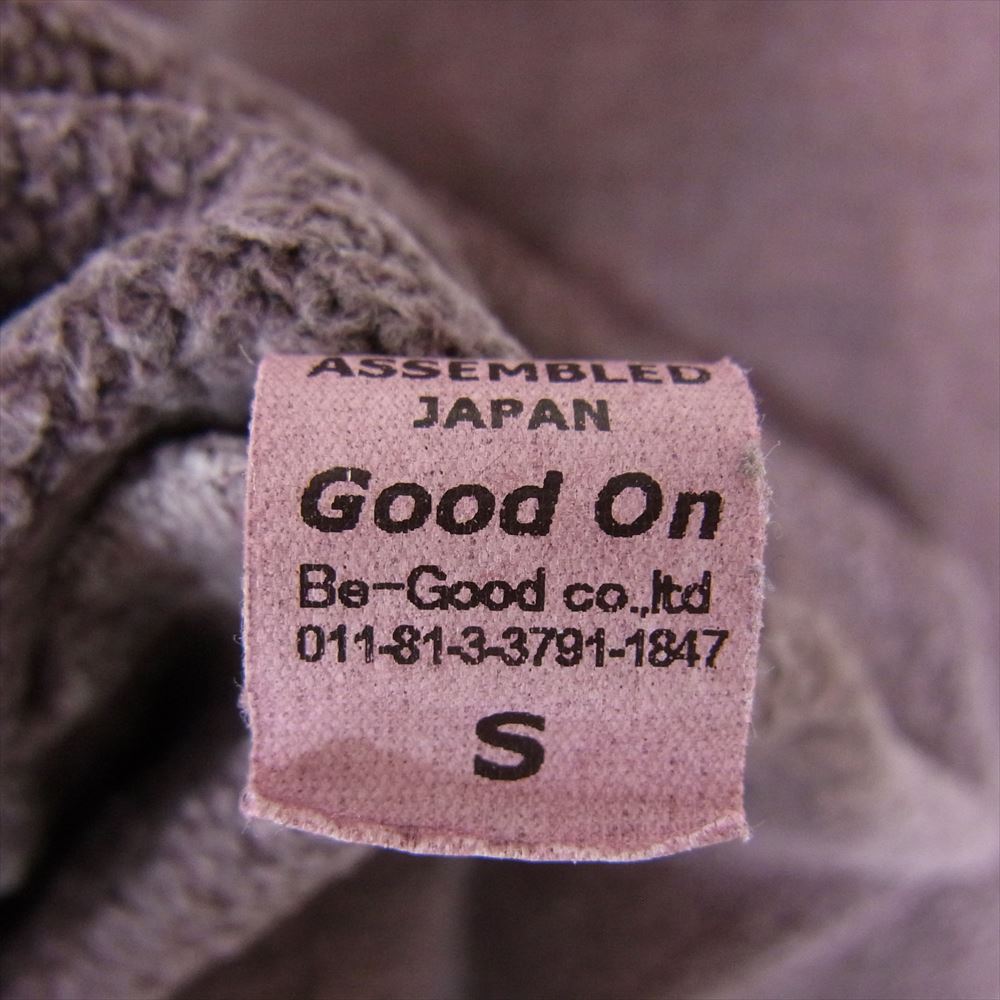 ASSEMBLED
JAPAN
Good On
Be-Good co.,ltd
011-81-3-3791-1847
S